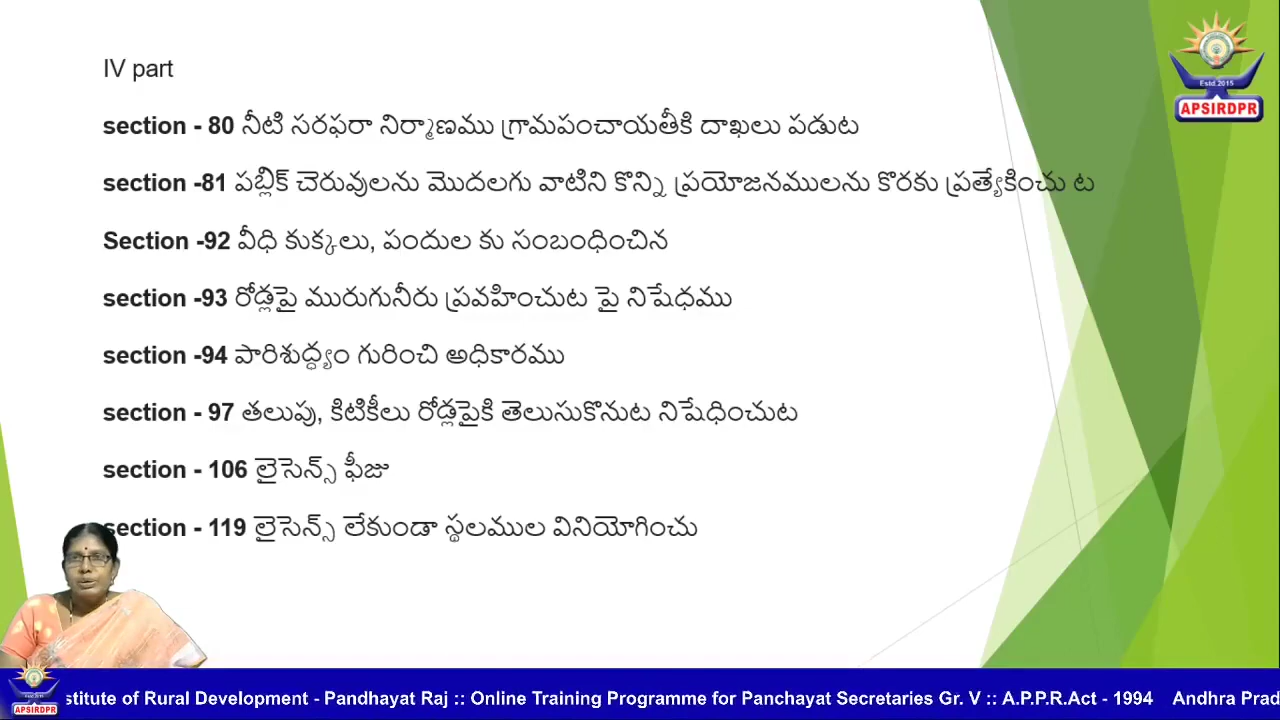 IV part
section - 80 నీటి సరఫరా నిర్మాణము గ్రామపంచాయతీకి దాఖలు పడుట
section -81 పబ్లిక్ చెరువులను మొదలగు వాటిని కొన్ని ప్రయోజనములను కొరకు ప్రత్యేకించు ట
Section -92 వీధి కుక్కలు, పందుల కు సంబంధించిన
section -93 రోడ్లపై మురుగునీరు ప్రవహించుట పై నిషేధము
section -94 పారిశుద్ధ్యం గురించి అధికారము
section - 97 తలుపు, కిటికీలు రోడ్లపైకి తెలుసుకొనుట నిషేధించుట
section - 106 లైసెన్స్ ఫీజు
section - 119 లైసెన్స్ లేకుండా స్థలముల వినియోగించు
Estd.2015
APSIRDPR
APSIRDPR
stitute of Rural Development - Pandhayat Raj :: Online Training Programme for Panchayat Secretaries Gr. V :: A.P.P.R.Act - 1994 Andhra Prad